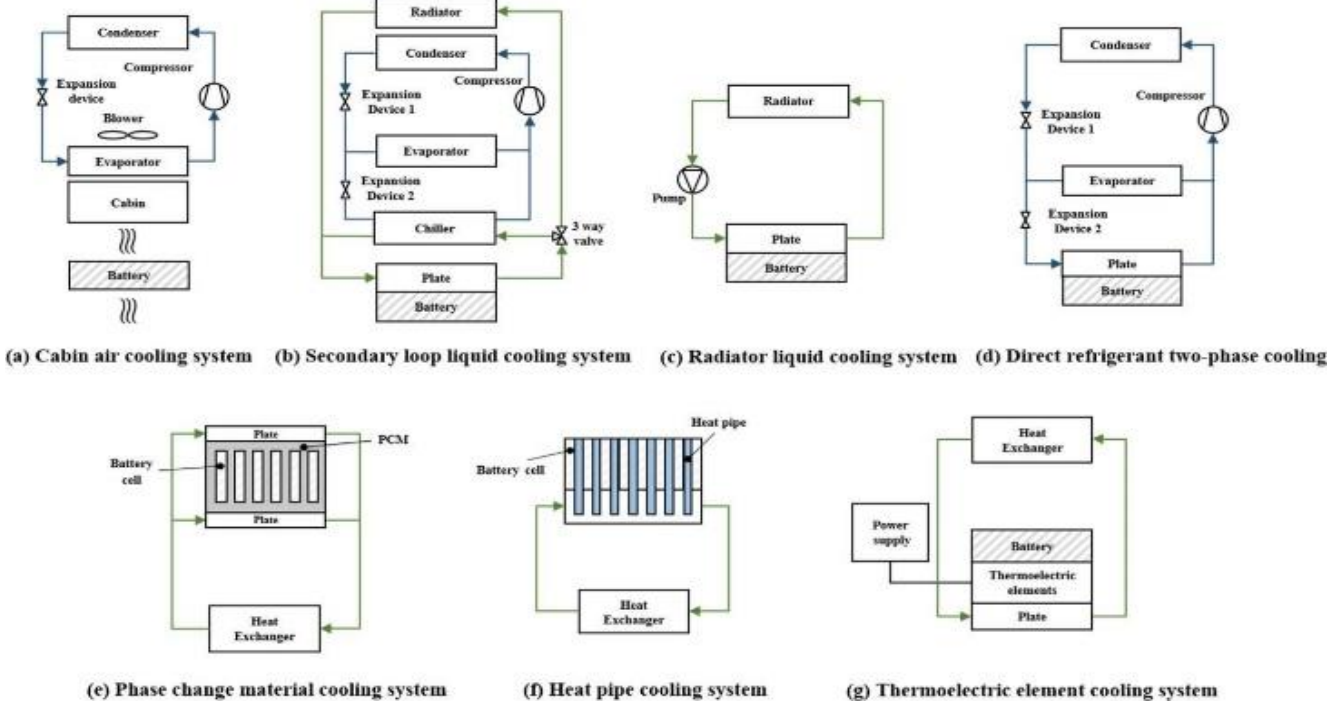 Condenser
Compressor
Expansion
device
Blower
Evaporator
Cabin
Battery
(a) Cabin air cooling system
Radiator
Condenser
Compressor
Expansion
Device 1
Evaporator
Expansion
Device 2
Chiller
3 way
valve
Plate
Battery
(b) Secondary loop liquid cooling system
Radiator
Pump
Plate
Battery
(c) Radiator liquid cooling system
Condenser
Compressor
Expansion
Device 1
Evaporator
Expansion
Device 2
Plate
Battery
(d) Direct refrigerant two-phase cooling
Plate
PCM
Battery
cell
Plate
Heat
Exchanger
(e) Phase change material cooling system
Heat pipe
Battery cell
Heat
Exchanger
(f) Heat pipe cooling system
Heat
Exchanger
Power
supply
Battery
Thermoelectric
elements
Plate
(g) Thermoelectric element cooling system